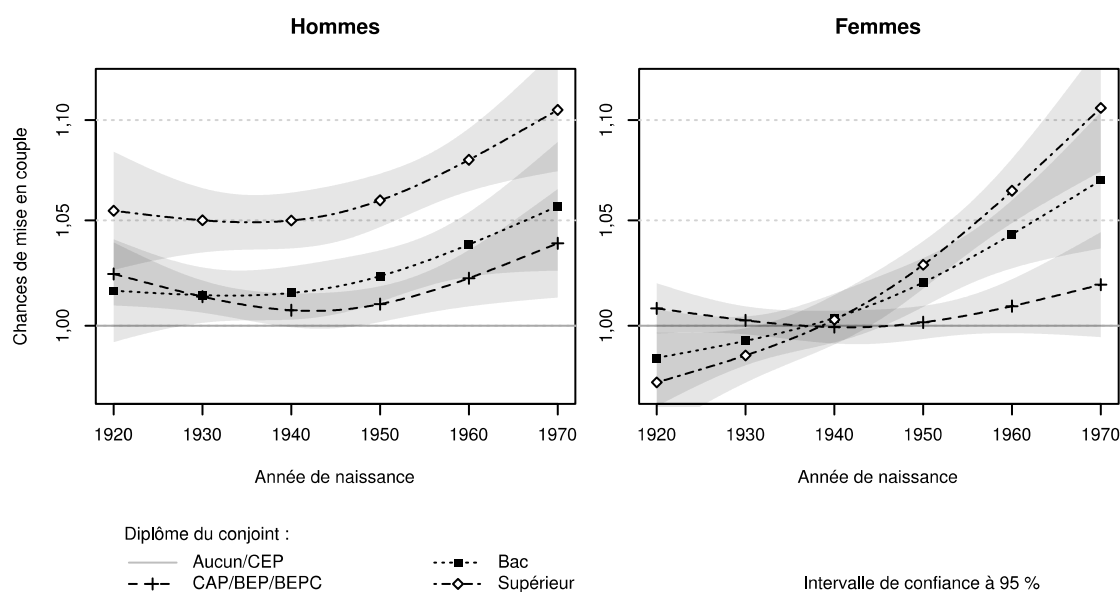 Hommes
Femmes
Chances de mise en couple
1,10
1,05
1,00
1920 1930 1940 1950 1960 1970
Année de naissance
1,10
1,05
1,00
1920 1930 1940 1950 1960 1970
Année de naissance
Diplôme du conjoint :
Aucun/CEP
Bac
CAP/BEP/BEPC
Supérieur
Intervalle de confiance à 95 %